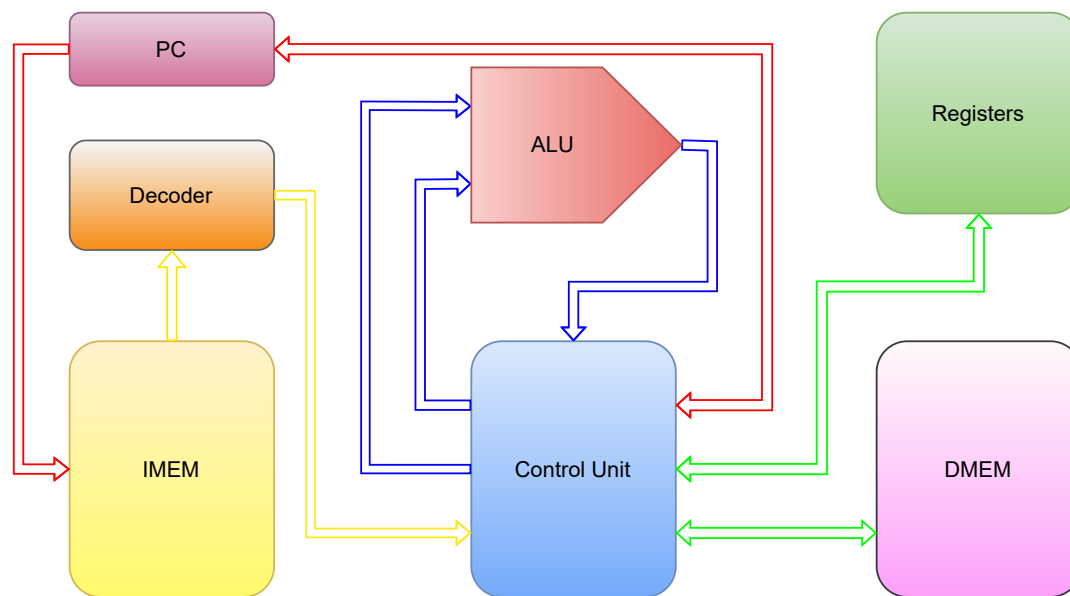 PC
ALU
Registers
Decoder
IMEM
Control Unit
DMEM